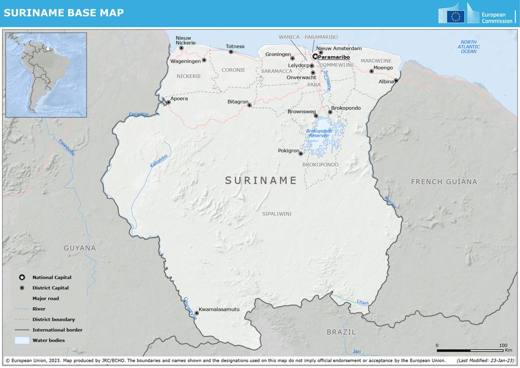 SURINAME BASE MAP
European
Commission
NORTH
ATLANTIC
OCEAN
WANICA
PARAMARIBO
Nieuw
Nickerie
Totness
Nieuw Amsterdam
Groningen
Paramaribo
Wageningen
Lelydorp
COMMEWIJNE
MAROWIJNE
CORONIE
SARAMACCA
Onverwacht
Moengo
NICKERIE
PARA
Albina
Apoera
Bitagron
Brokopondo
Brownsweg
Brokopondo
Reservoir
Pokigron
BROKOPONDO
SURINAME
FRENCH GUIANA
SIPALIWINI
GUYANA
Kwamalasamutu
BRAZIL
National Capital
District Capital
Major road
River
District boundary
International border
Water bodies
0
100
Km
© European Union, 2023. Map produced by JRC/ECHO. The boundaries and names shown and the designations used on this map do not imply official endorsement or acceptance by the European Union.
(Last Modified: 23-Jan-23)